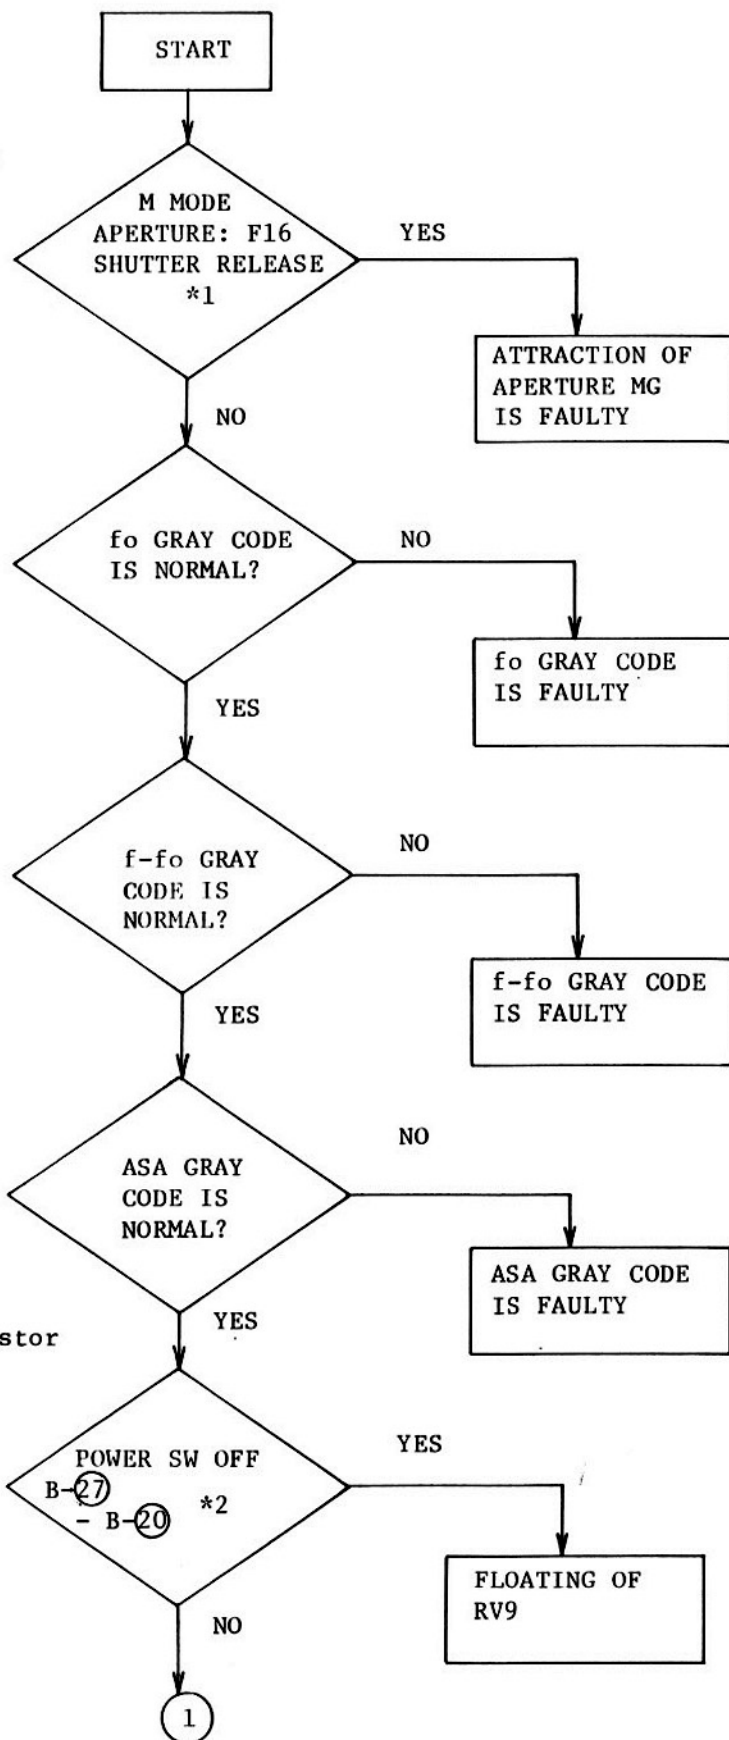 START
M MODE
APERTURE: F16
SHUTTER RELEASE
*1
YES
ATTRACTION OF
APERTURE MG
IS FAULTY
NO
fo GRAY CODE
IS NORMAL?
NO
fo GRAY CODE
IS FAULTY
YES
f-fo GRAY
CODE IS
NORMAL?
NO
f-fo GRAY CODE
IS FAULTY
YES
ASA GRAY
CODE IS
NORMAL?
NO
ASA GRAY CODE
IS FAULTY
YES
stor
POWER SW OFF
B-27
- B-20
*2
YES
FLOATING OF
RV9
NO
1